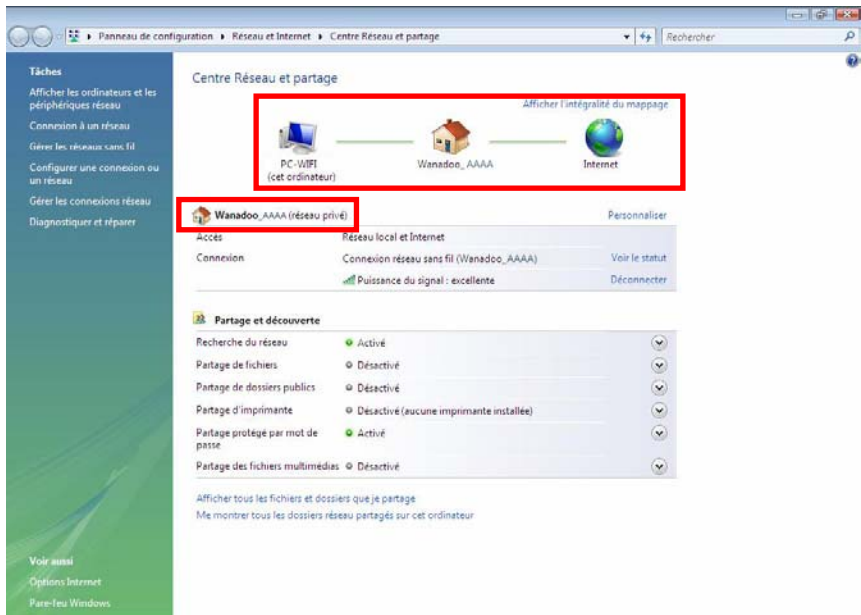 Panneau de configuration ▸ Réseau et Internet ▸ Centre Réseau et partage
Rechercher
Tâches
Afficher les ordinateurs et les
périphériques réseau
Connexion à un réseau
Gérer les réseaux sans fil
Configurer une connexion ou
un réseau
Gérer les connexions réseau
Diagnostiquer et réparer
Voir aussi
Options Internet
Pare-feu Windows
Centre Réseau et partage
Afficher l'intégralité du mappage
PC-WIFI
(cet ordinateur)
Wanadoo_AAAA
Internet
Wanadoo_AAAA (réseau privé)
Personnaliser
Accès
Réseau local et Internet
Connexion
Connexion réseau sans fil (Wanadoo_AAAA)
Voir le statut
Puissance du signal : excellente
Déconnecter
Partage et découverte
Recherche du réseau
Activé
Partage de fichiers
Désactivé
Partage de dossiers publics
Désactivé
Partage d'imprimante
Désactivé (aucune imprimante installée)
Partage protégé par mot de
passe
Activé
Partage des fichiers multimédias
Désactivé
Afficher tous les fichiers et dossiers que je partage
Me montrer tous les dossiers réseau partagés sur cet ordinateur